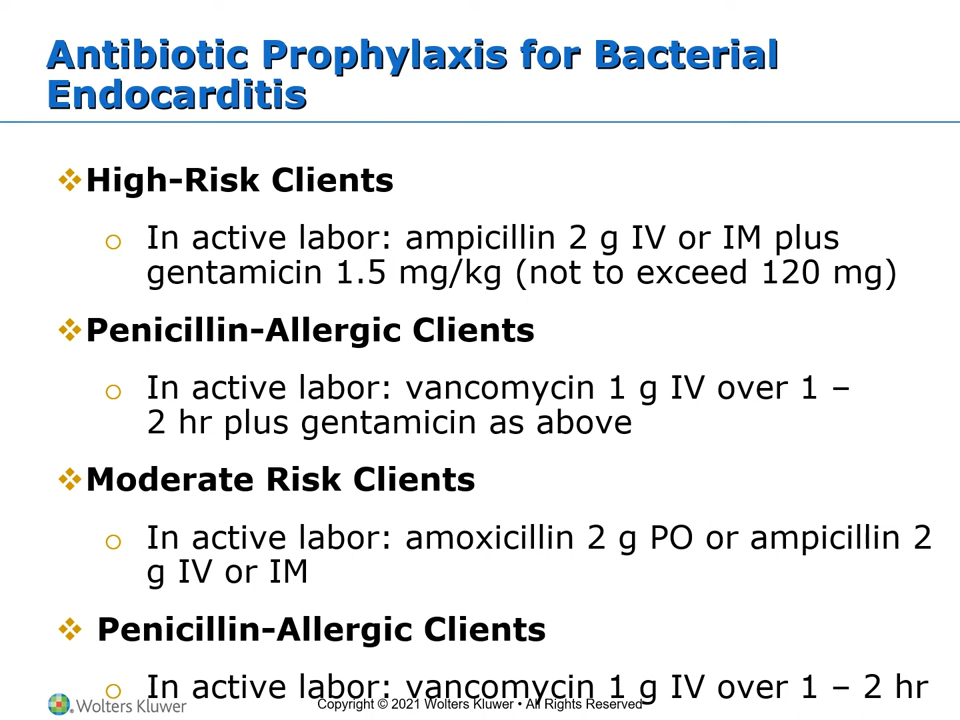 Antibiotic Prophylaxis for Bacterial
Endocarditis
High-Risk Clients
In active labor: ampicillin 2 g IV or IM plus
gentamicin 1.5 mg/kg (not to exceed 120 mg)
Penicillin-Allergic Clients
In active labor: vancomycin 1 g IV over 1 –
2 hr plus gentamicin as above
Moderate Risk Clients
In active labor: amoxicillin 2 g PO or ampicillin 2
g IV or IM
Penicillin-Allergic Clients
In active labor: vancomycin 1 g IV over 1 – 2 hr
Wolters Kluwer
Copyright © 2021 Wolters Kluwer • All Rights Reserved